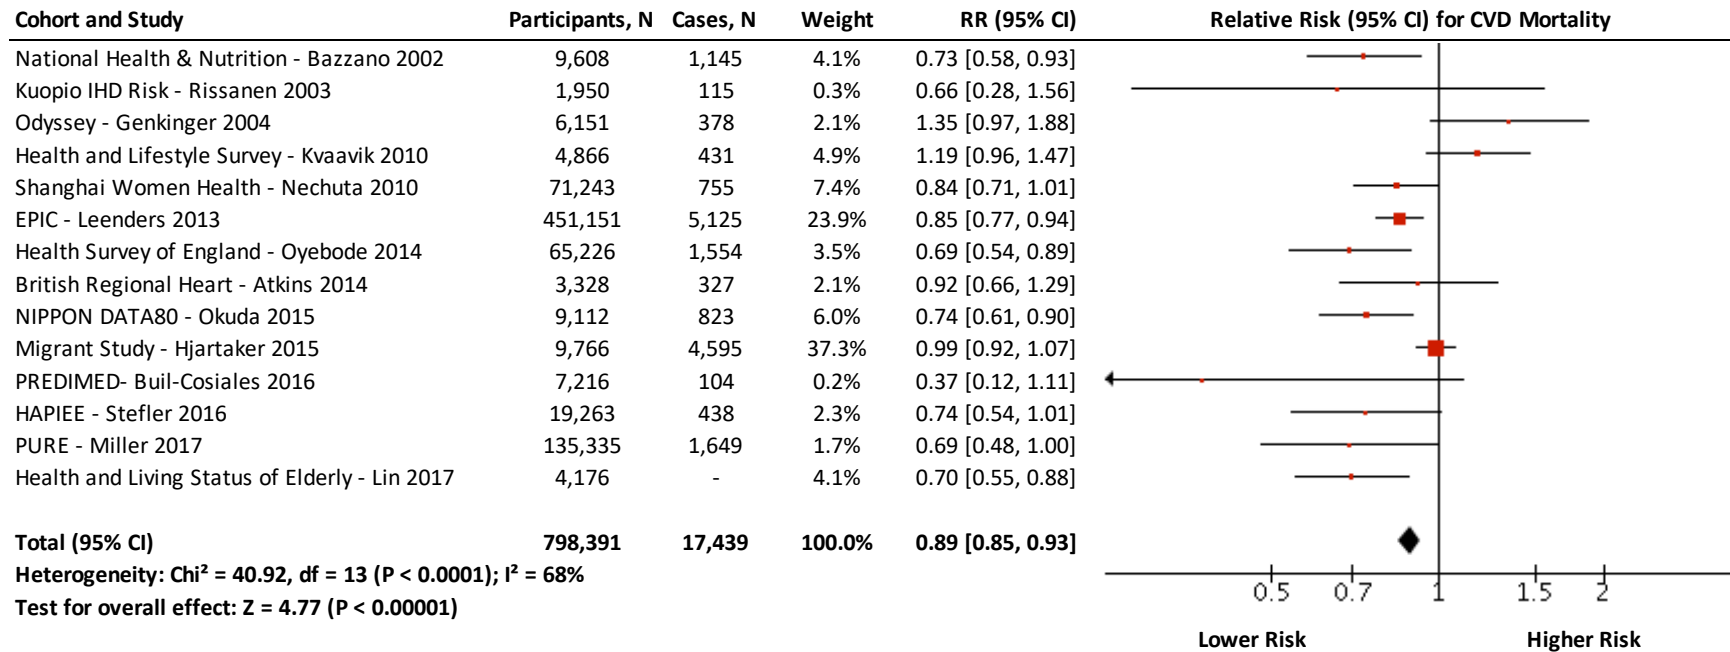 Cohort and Study Participants, N Cases, N Weight RR (95% CI) Relative Risk (95% CI) for CVD Mortality
National Health & Nutrition - Bazzano 2002 9,608 1,145 4.1% 0.73 [0.58, 0.93]
Kuopio IHD Risk - Rissanen 2003 1,950 115 0.3% 0.66 [0.28, 1.56]
Odyssey - Genkinger 2004 6,151 378 2.1% 1.35 [0.97, 1.88]
Health and Lifestyle Survey - Kvaavik 2010 4,866 431 4.9% 1.19 [0.96, 1.47]
Shanghai Women Health - Nechuta 2010 71,243 755 7.4% 0.84 [0.71, 1.01]
EPIC - Leenders 2013 451,151 5,125 23.9% 0.85 [0.77, 0.94]
Health Survey of England - Oyebode 2014 65,226 1,554 3.5% 0.69 [0.54, 0.89]
British Regional Heart - Atkins 2014 3,328 327 2.1% 0.92 [0.66, 1.29]
NIPPON DATA80 - Okuda 2015 9,112 823 6.0% 0.74 [0.61, 0.90]
Migrant Study - Hjartaker 2015 9,766 4,595 37.3% 0.99 [0.92, 1.07]
PREDIMED- Buil-Cosiales 2016 7,216 104 0.2% 0.37 [0.12, 1.11]
HAPIEE - Stefler 2016 19,263 438 2.3% 0.74 [0.54, 1.01]
PURE - Miller 2017 135,335 1,649 1.7% 0.69 [0.48, 1.00]
Health and Living Status of Elderly - Lin 2017 4,176 - 4.1% 0.70 [0.55, 0.88]
Total (95% CI) 798,391 17,439 100.0% 0.89 [0.85, 0.93]
Heterogeneity: Chi² = 40.92, df = 13 (P < 0.0001); I² = 68%
Test for overall effect: Z = 4.77 (P < 0.00001)
0.5 0.7 1 1.5 2
Lower Risk Higher Risk